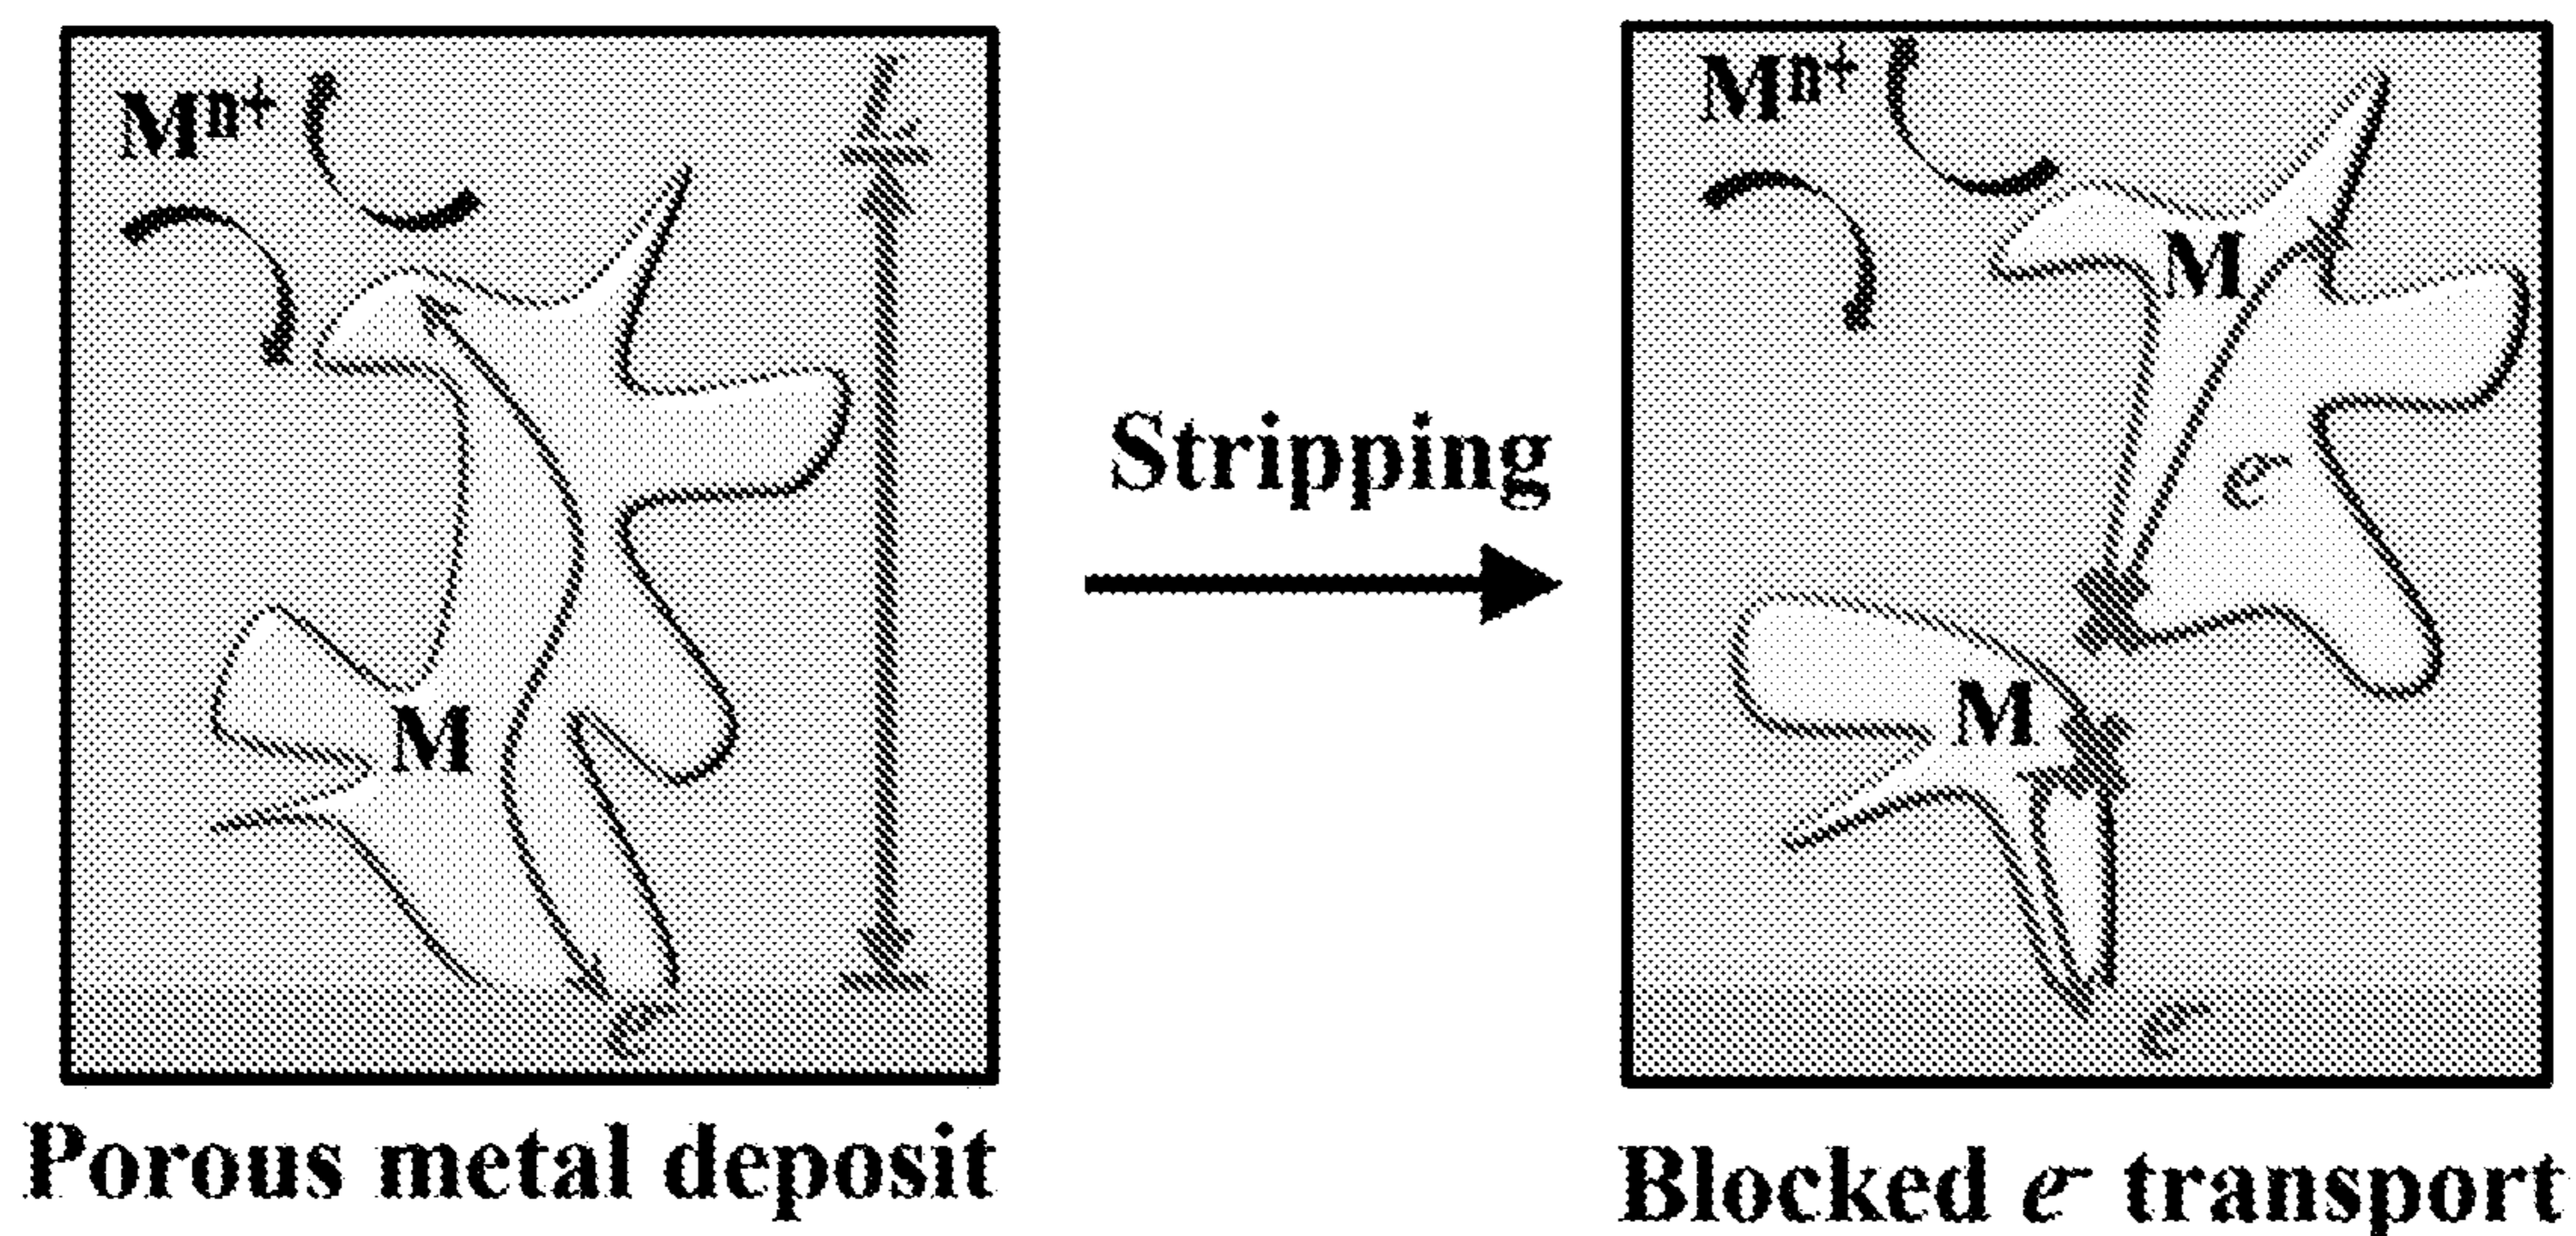 Mⁿ⁺
L
M
e⁻
Porous metal deposit
Stripping
Mⁿ⁺
M
e⁻
M
e⁻
Blocked e⁻ transport